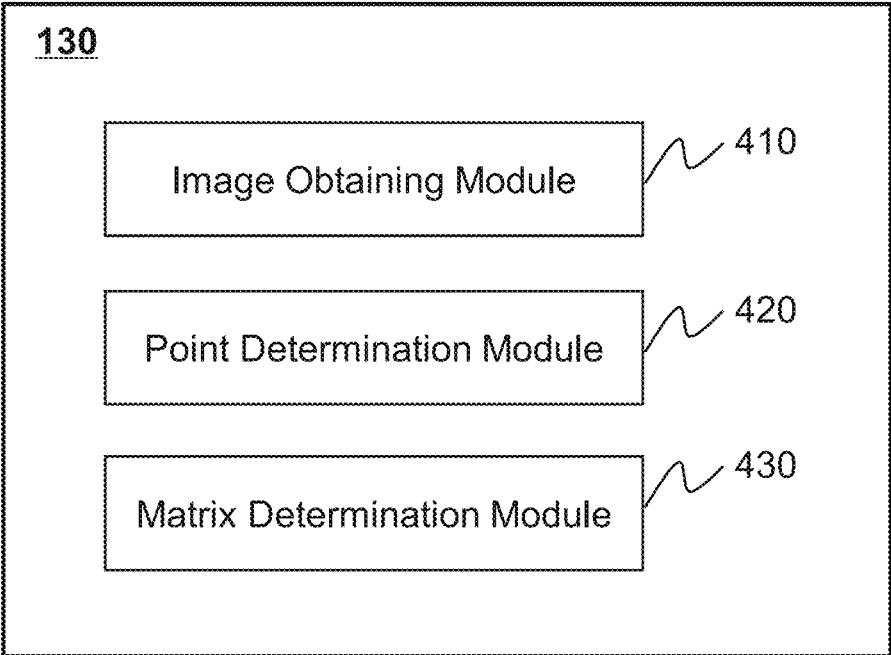 130
Image Obtaining Module
410
Point Determination Module
420
Matrix Determination Module
430